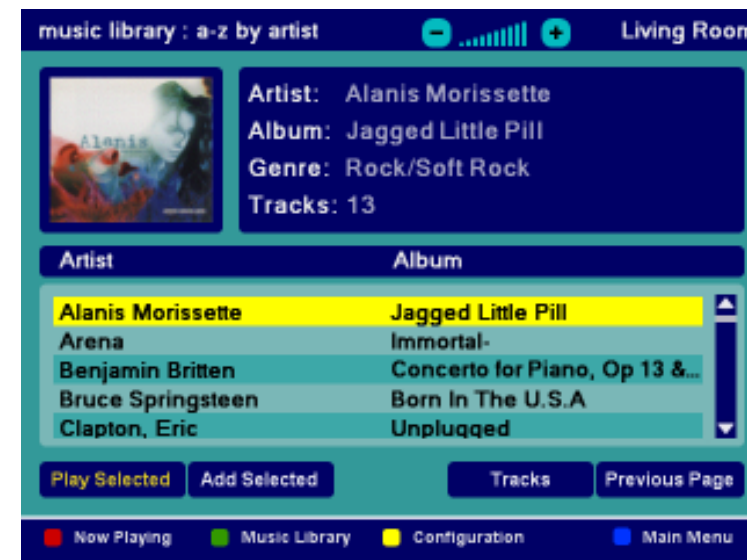 music library : a-z by artist Living Room
Alanis
Artist: Alanis Morissette
Album: Jagged Little Pill
Genre: Rock/Soft Rock
Tracks: 13
Artist Album
Alanis Morissette Jagged Little Pill
Arena Immortal-
Benjamin Britten Concerto for Piano, Op 13 &...
Bruce Springsteen Born In The U.S.A
Clapton, Eric Unplugged
Play Selected Add Selected Tracks Previous Page
Now Playing Music Library Configuration Main Menu